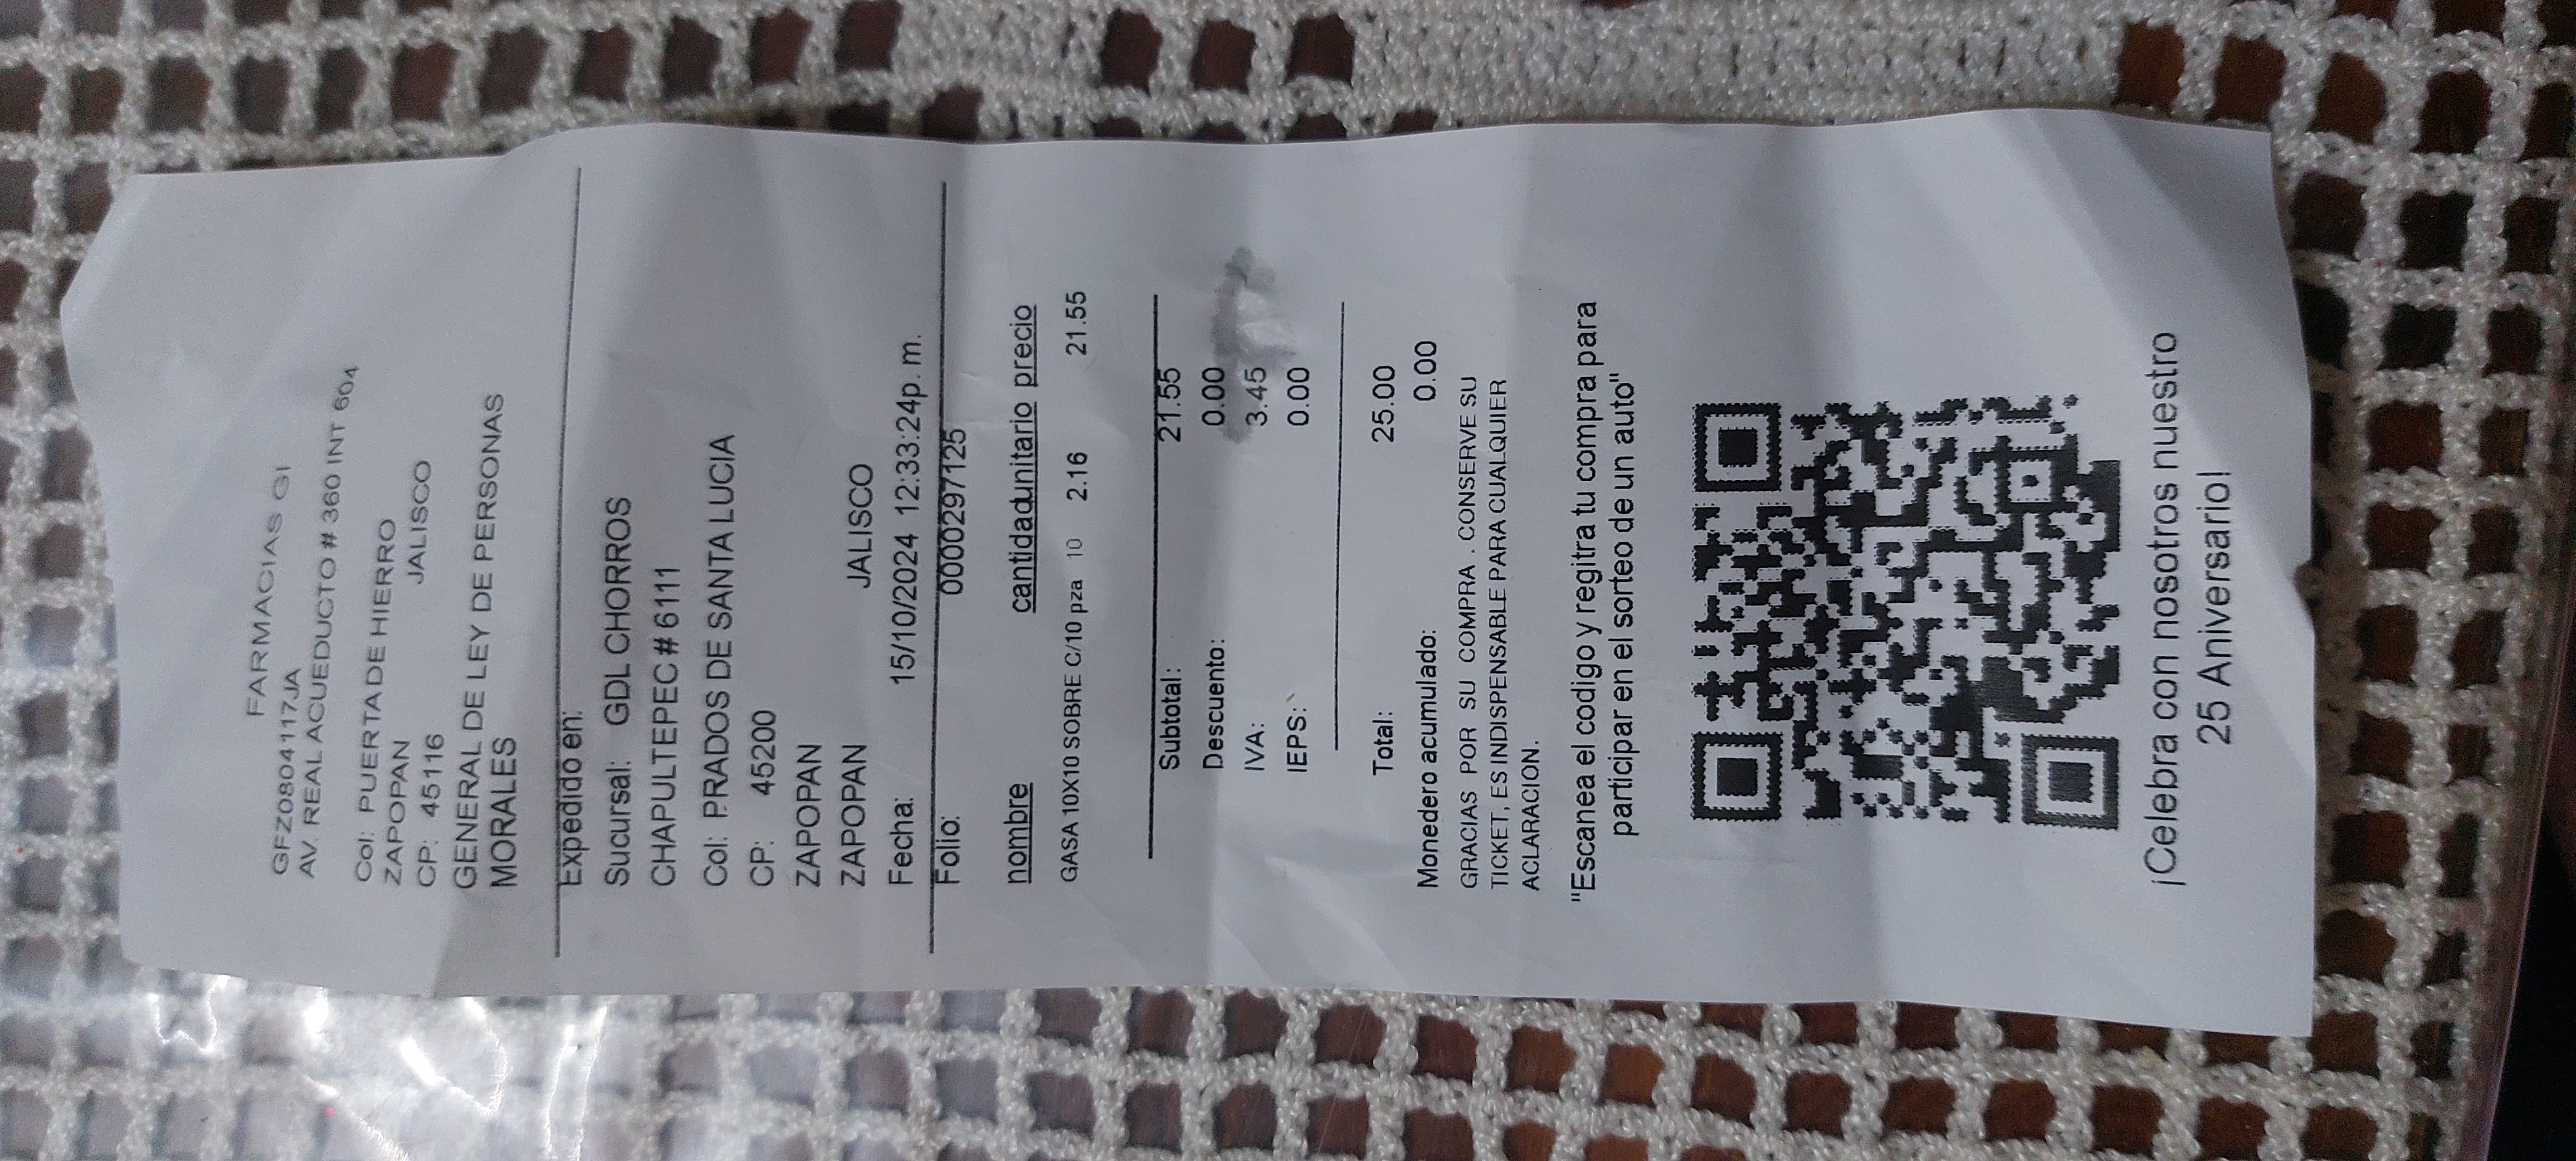 FARMACIAS GI
GFZ0804117JA
AV. REAL ACUEDUCTO # 360 INT 604
Col: PUERTA DE HIERRO
ZAPOPAN JALISCO
CP: 45116
GENERAL DE LEY DE PERSONAS
MORALES
Expedido en:
Sucursal: GDL CHORROS
CHAPULTEPEC # 6111
Col: PRADOS DE SANTA LUCIA
CP: 45200
ZAPOPAN
ZAPOPAN JALISCO
Fecha: 15/10/2024 12:33:24p. m.
Folio: 0000297125
nombre cantidadunitario precio
GASA 10X10 SOBRE C/10 pza 10 2.16 21.55
Subtotal: 21.55
Descuento: 0.00
IVA: 3.45
IEPS: 0.00
Total: 25.00
Monedero acumulado: 0.00
GRACIAS POR SU COMPRA . CONSERVE SU
TICKET, ES INDISPENSABLE PARA CUALQUIER
ACLARACION.
"Escanea el codigo y regitra tu compra para
participar en el sorteo de un auto"
¡Celebra con nosotros nuestro
25 Aniversario!